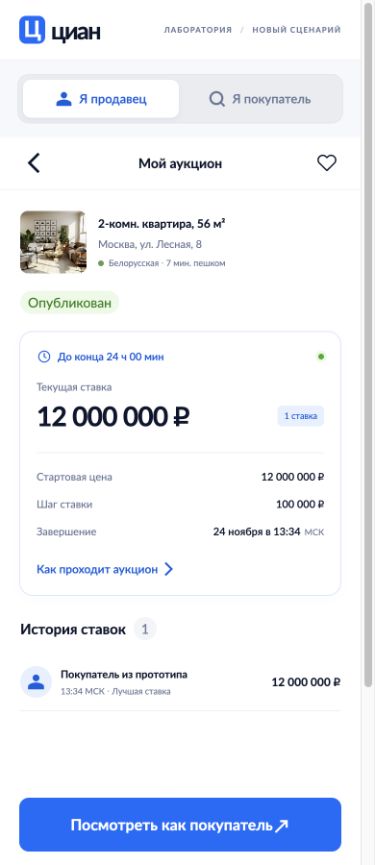 Ц циан
ЛАБОРАТОРИЯ / НОВЫЙ СЦЕНАРИЙ
Я продавец
Я покупатель
Мой аукцион
2-комн. квартира, 56 м²
Москва, ул. Лесная, 8
Белорусская · 7 мин. пешком
Опубликован
До конца 24 ч 00 мин
Текущая ставка
12 000 000 ₽
1 ставка
Стартовая цена 12 000 000 ₽
Шаг ставки 100 000 ₽
Завершение 24 ноября в 13:34 МСК
Как проходит аукцион
История ставок 1
Покупатель из прототипа
13:34 МСК · Лучшая ставка
12 000 000 ₽
Посмотреть как покупатель↗